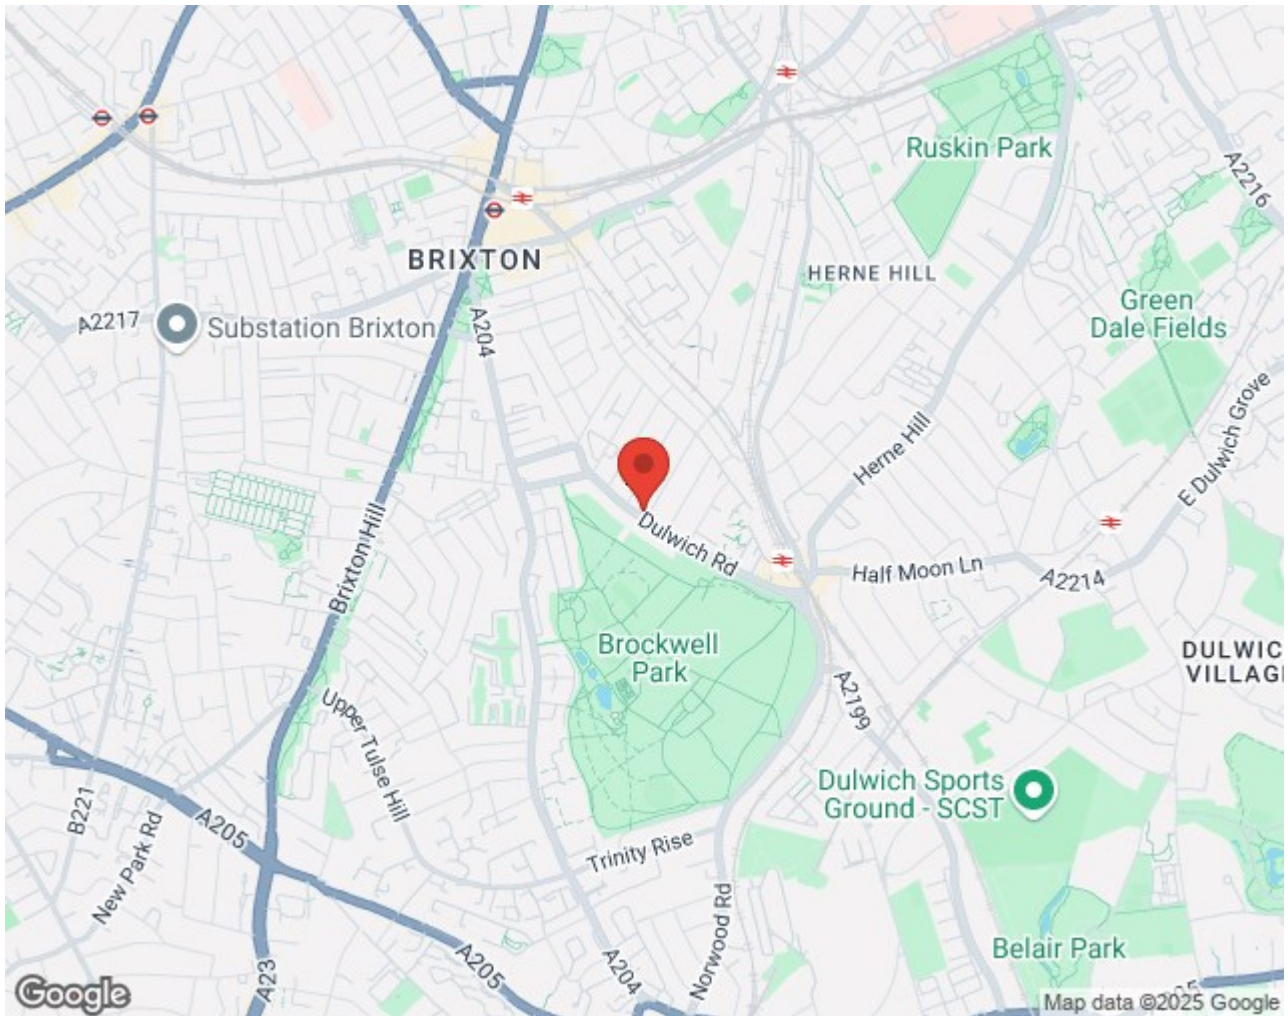 Ruskin Park
A2216
BRIXTON
HERNE HILL
Green
Dale Fields
A2217
Substation Brixton
A204
E Dulwich Grove
Herne Hill
Brixton Hill
Dulwich Rd
Half Moon Ln
A2214
Brockwell
Park
DULWIC
VILLAG
Upper Tulse Hill
A2199
Dulwich Sports
Ground - SCST
B221
A205
New Park Rd
Trinity Rise
Norwood Rd
Belair Park
A23
A205
A204
Google
Map data ©2025 Google